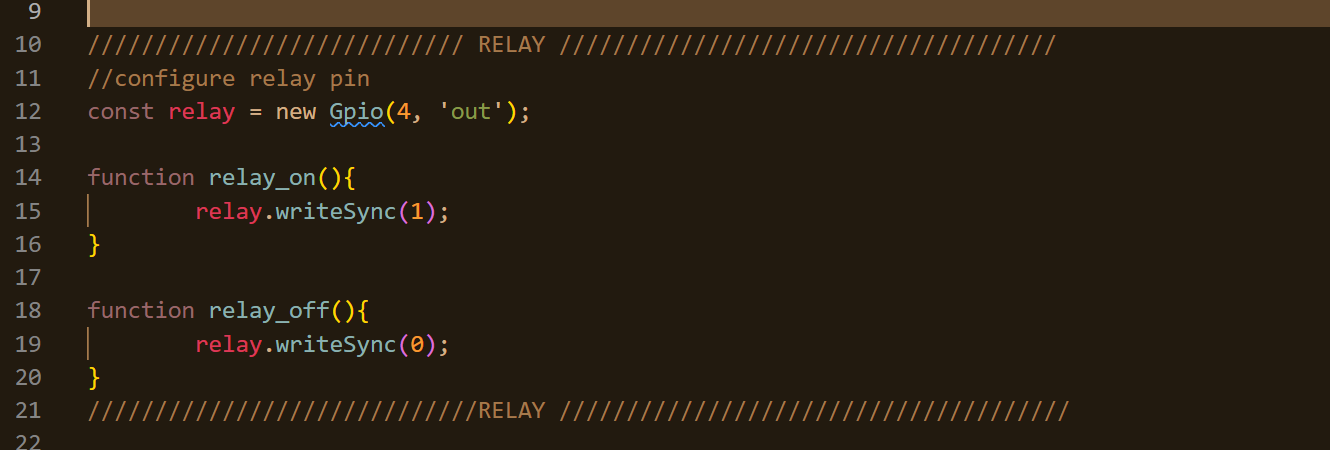 9
10 //////////////////////////// RELAY /////////////////////////////////////
11 //configure relay pin
12 const relay = new Gpio(4, 'out');
13
14 function relay_on(){
15         relay.writeSync(1);
16 }
17
18 function relay_off(){
19         relay.writeSync(0);
20 }
21 /////////////////////////////RELAY //////////////////////////////////////
22